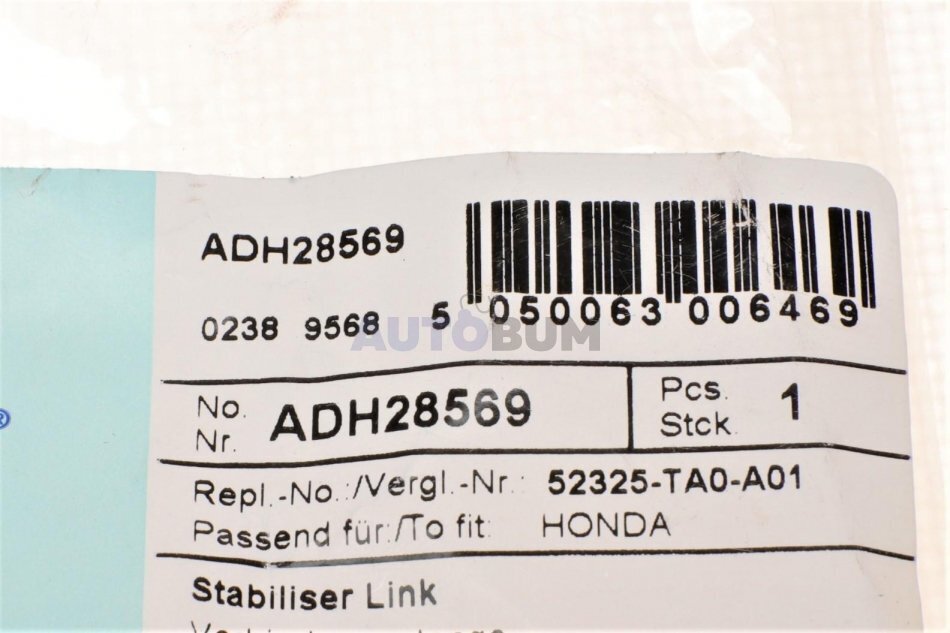 ADH28569
0238 9568
5 050063 006469
AUTOBUM
No.
Nr.
ADH28569
Pcs.
Stck.
1
Repl.-No.:/Vergl.-Nr.: 52325-TA0-A01
Passend für:/To fit: HONDA
Stabiliser Link
®